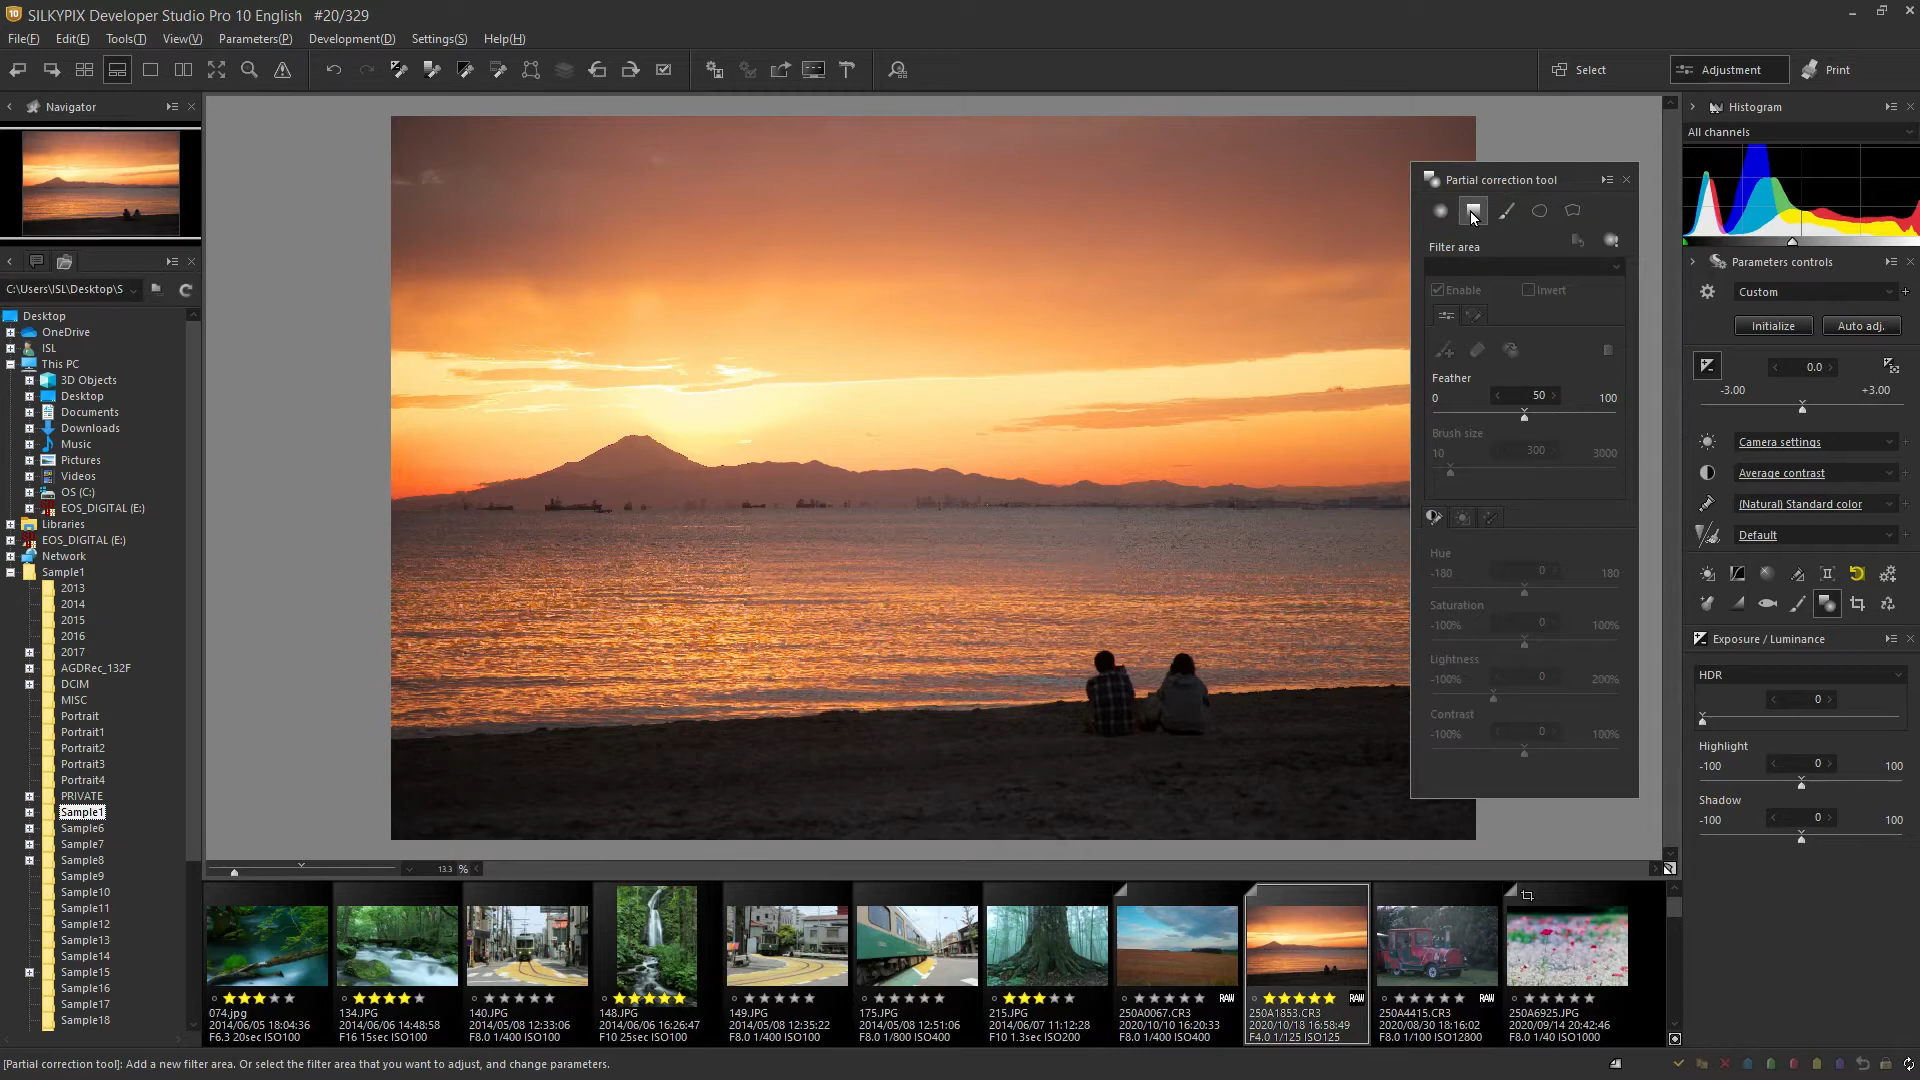 SILKYPIX Developer Studio Pro 10 English #20/329
File(F) Edit(E) Tools(T) View(V) Parameters(P) Development(D) Settings(S) Help(H)
Select Adjustment Print
Navigator
C:\Users\ISL\Desktop\S
Desktop
OneDrive
ISL
This PC
3D Objects
Desktop
Documents
Downloads
Music
Pictures
Videos
OS (C:)
EOS_DIGITAL (E:)
Libraries
EOS_DIGITAL (E:)
Network
Sample1
2013
2014
2015
2016
2017
AGDRec_132F
DCIM
MISC
Portrait
Portrait1
Portrait2
Portrait3
Portrait4
PRIVATE
Sample1
Sample6
Sample7
Sample8
Sample9
Sample10
Sample11
Sample12
Sample13
Sample14
Sample15
Sample16
Sample17
Sample18
Partial correction tool
Filter area
Enable Invert
Feather
0 50 100
Brush size
10 300 3000
Hue
-180 0 180
Saturation
-100% 0 100%
Lightness
-100% 0 200%
Contrast
-100% 0 100%
Histogram
All channels
Parameters controls
Custom
Initialize Auto adj.
0.0
-3.00 +3.00
Camera settings
Average contrast
(Natural) Standard color
Default
Exposure / Luminance
HDR
0
Highlight
-100 0 100
Shadow
-100 0 100
13.3 %
074.jpg
2014/06/05 18:04:36
F6.3 20sec ISO100
134.JPG
2014/06/06 14:48:58
F16 15sec ISO100
140.JPG
2014/05/08 12:33:06
F8.0 1/400 ISO100
148.JPG
2014/06/06 16:26:47
F10 25sec ISO100
149.JPG
2014/05/08 12:35:22
F8.0 1/400 ISO100
175.JPG
2014/05/08 12:51:06
F8.0 1/800 ISO100
215.JPG
2014/06/07 11:12:28
F10 1.3sec ISO200
RAW
250A0067.CR3
2020/10/10 16:20:33
F8.0 1/400 ISO400
RAW
250A1853.CR3
2020/10/18 16:58:49
F4.0 1/125 ISO125
RAW
250A4415.CR3
2020/08/30 18:16:02
F8.0 1/100 ISO12800
250A6925.JPG
2020/09/14 20:42:46
F8.0 1/40 ISO1000
[Partial correction tool]: Add a new filter area. Or select the filter area that you want to adjust, and change parameters.